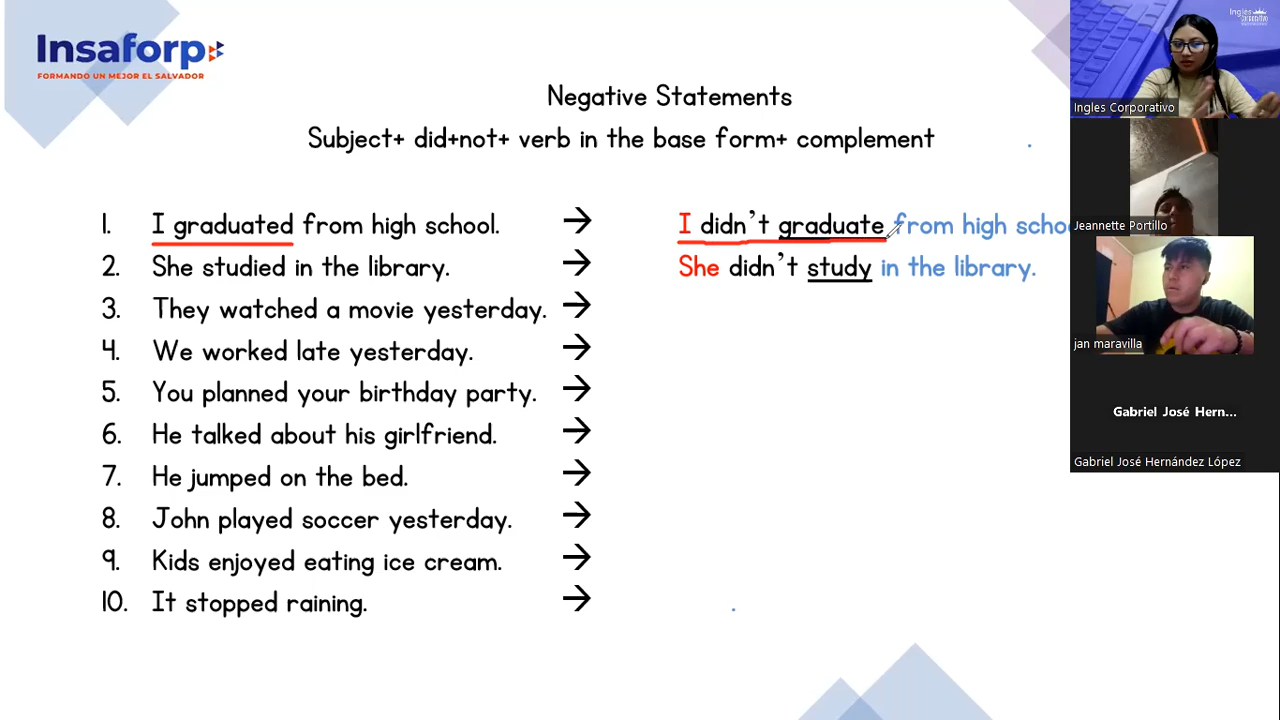 Insaforp
FORMANDO UN MEJOR EL SALVADOR
Negative Statements
Subject+ did+not+ verb in the base form+ complement
1. I graduated from high school. → I didn't graduate from high schoo
2. She studied in the library. → She didn't study in the library.
3. They watched a movie yesterday. →
4. We worked late yesterday. →
5. You planned your birthday party. →
6. He talked about his girlfriend. →
7. He jumped on the bed. →
8. John played soccer yesterday. →
9. Kids enjoyed eating ice cream. →
10. It stopped raining. →
Ingles
Ingles Corporativo
Jeannette Portillo
jan maravilla
Gabriel José Hern...
Gabriel José Hernández López